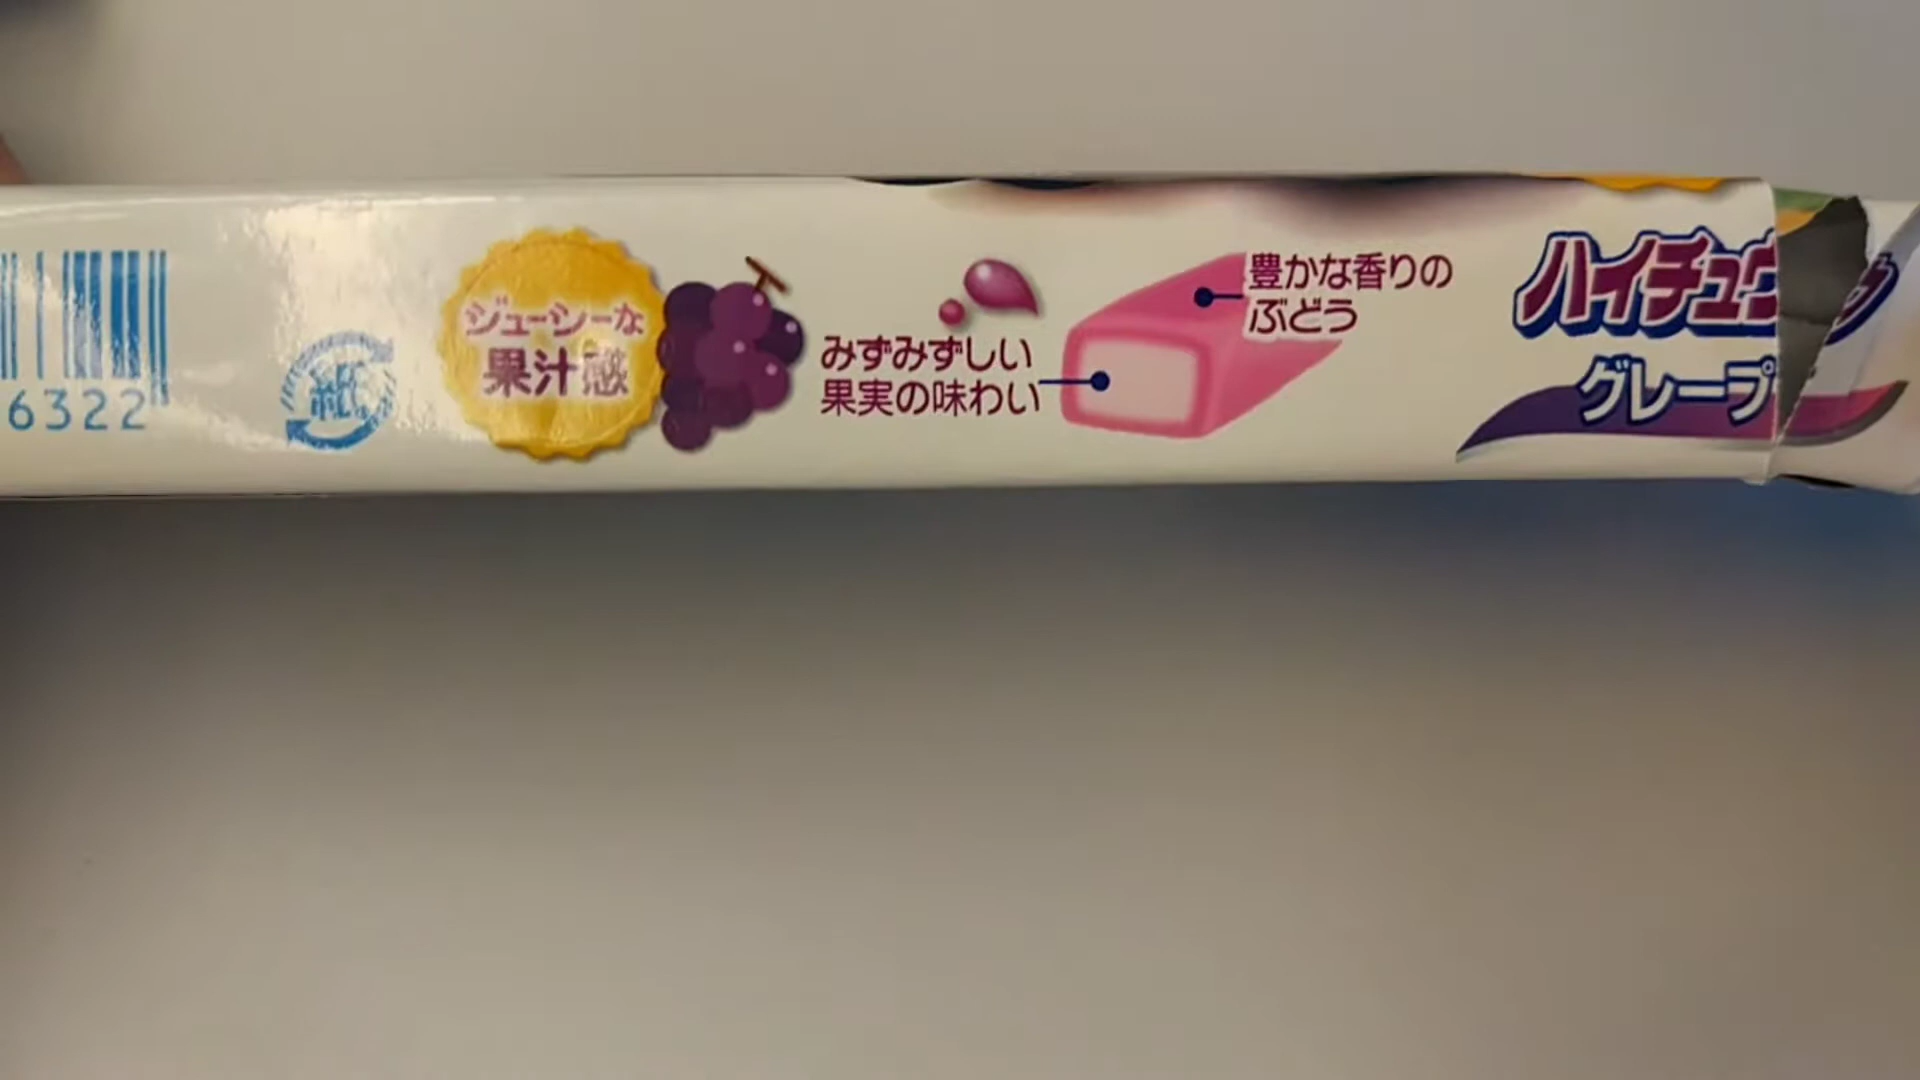 6322
紙
ジューシーな
果汁感
みずみずしい
果実の味わい
豊かな香りの
ぶどう
ハイチュウ
グレープ